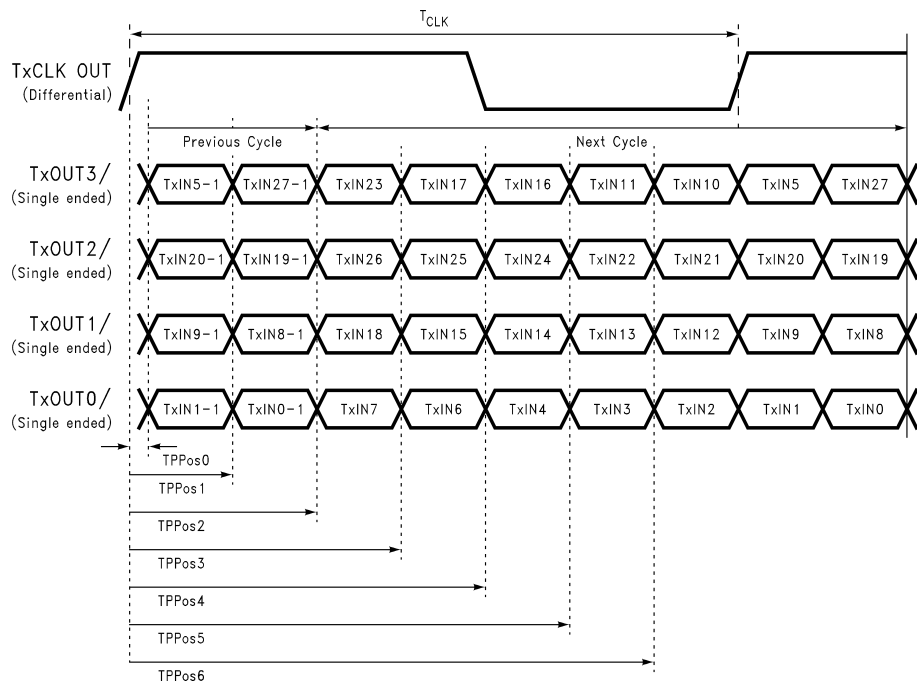 TCLK
TxCLK OUT
(Differential)
Previous Cycle
Next Cycle
TxOUT3/
(Single ended)
TxIN5-1 TxIN27-1 TxIN23 TxIN17 TxIN16 TxIN11 TxIN10 TxIN5 TxIN27
TxOUT2/
(Single ended)
TxIN20-1 TxIN19-1 TxIN26 TxIN25 TxIN24 TxIN22 TxIN21 TxIN20 TxIN19
TxOUT1/
(Single ended)
TxIN9-1 TxIN8-1 TxIN18 TxIN15 TxIN14 TxIN13 TxIN12 TxIN9 TxIN8
TxOUT0/
(Single ended)
TxIN1-1 TxIN0-1 TxIN7 TxIN6 TxIN4 TxIN3 TxIN2 TxIN1 TxIN0
TPPos0
TPPos1
TPPos2
TPPos3
TPPos4
TPPos5
TPPos6